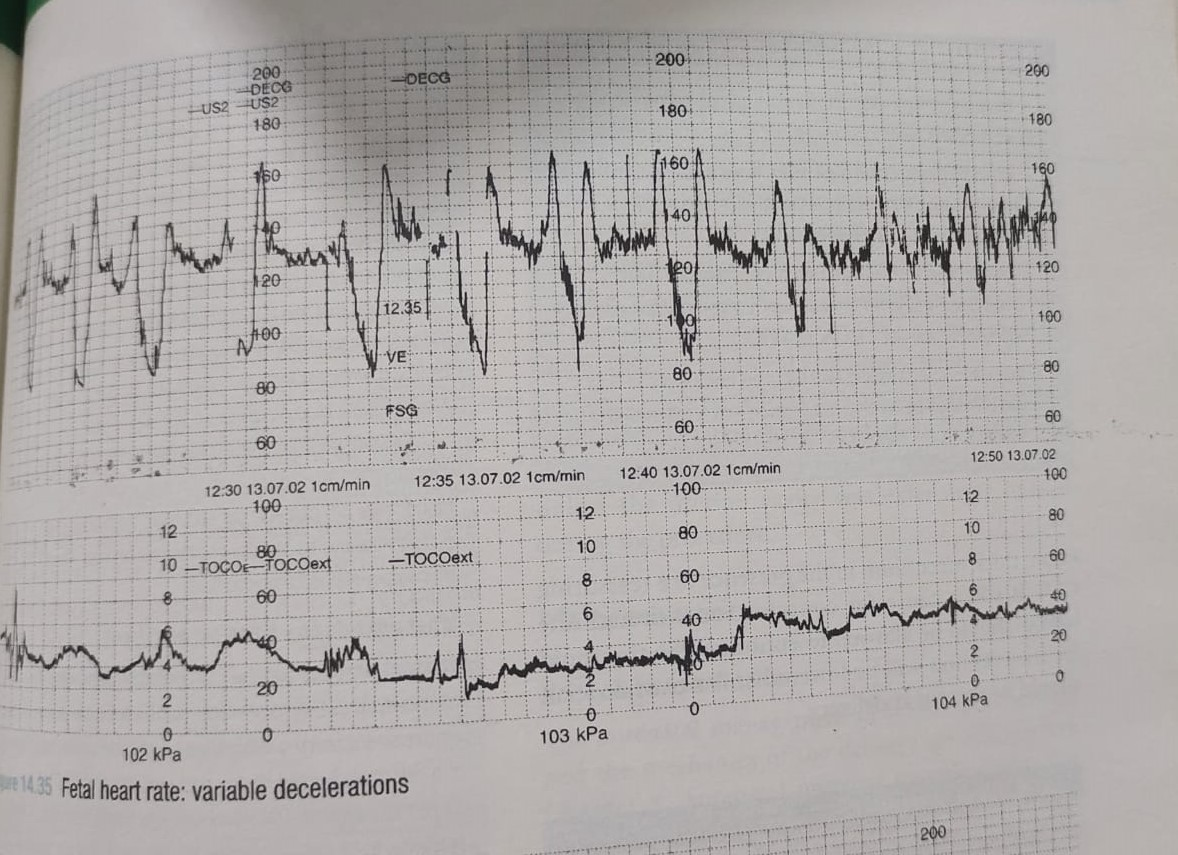 200 200 200
DECG DECG
US2 US2
180 180 180
160 160 160
140 140 140
120 120 120
12.35
100 100 100
VE
80 80 80
FSG
60 60 60
12:30 13.07.02 1cm/min 12:35 13.07.02 1cm/min 12:40 13.07.02 1cm/min 12:50 13.07.02
100 100 100
12 12 12
80 80 80
10 TOCOE TOCOext TOCOext 10 10
8 60 8 60 8 60
6 40 6 40 6 40
4 4 4
20 2 20
2 2
0 0 0 0 0 0
102 kPa 103 kPa 104 kPa
14.35 Fetal heart rate: variable decelerations
200